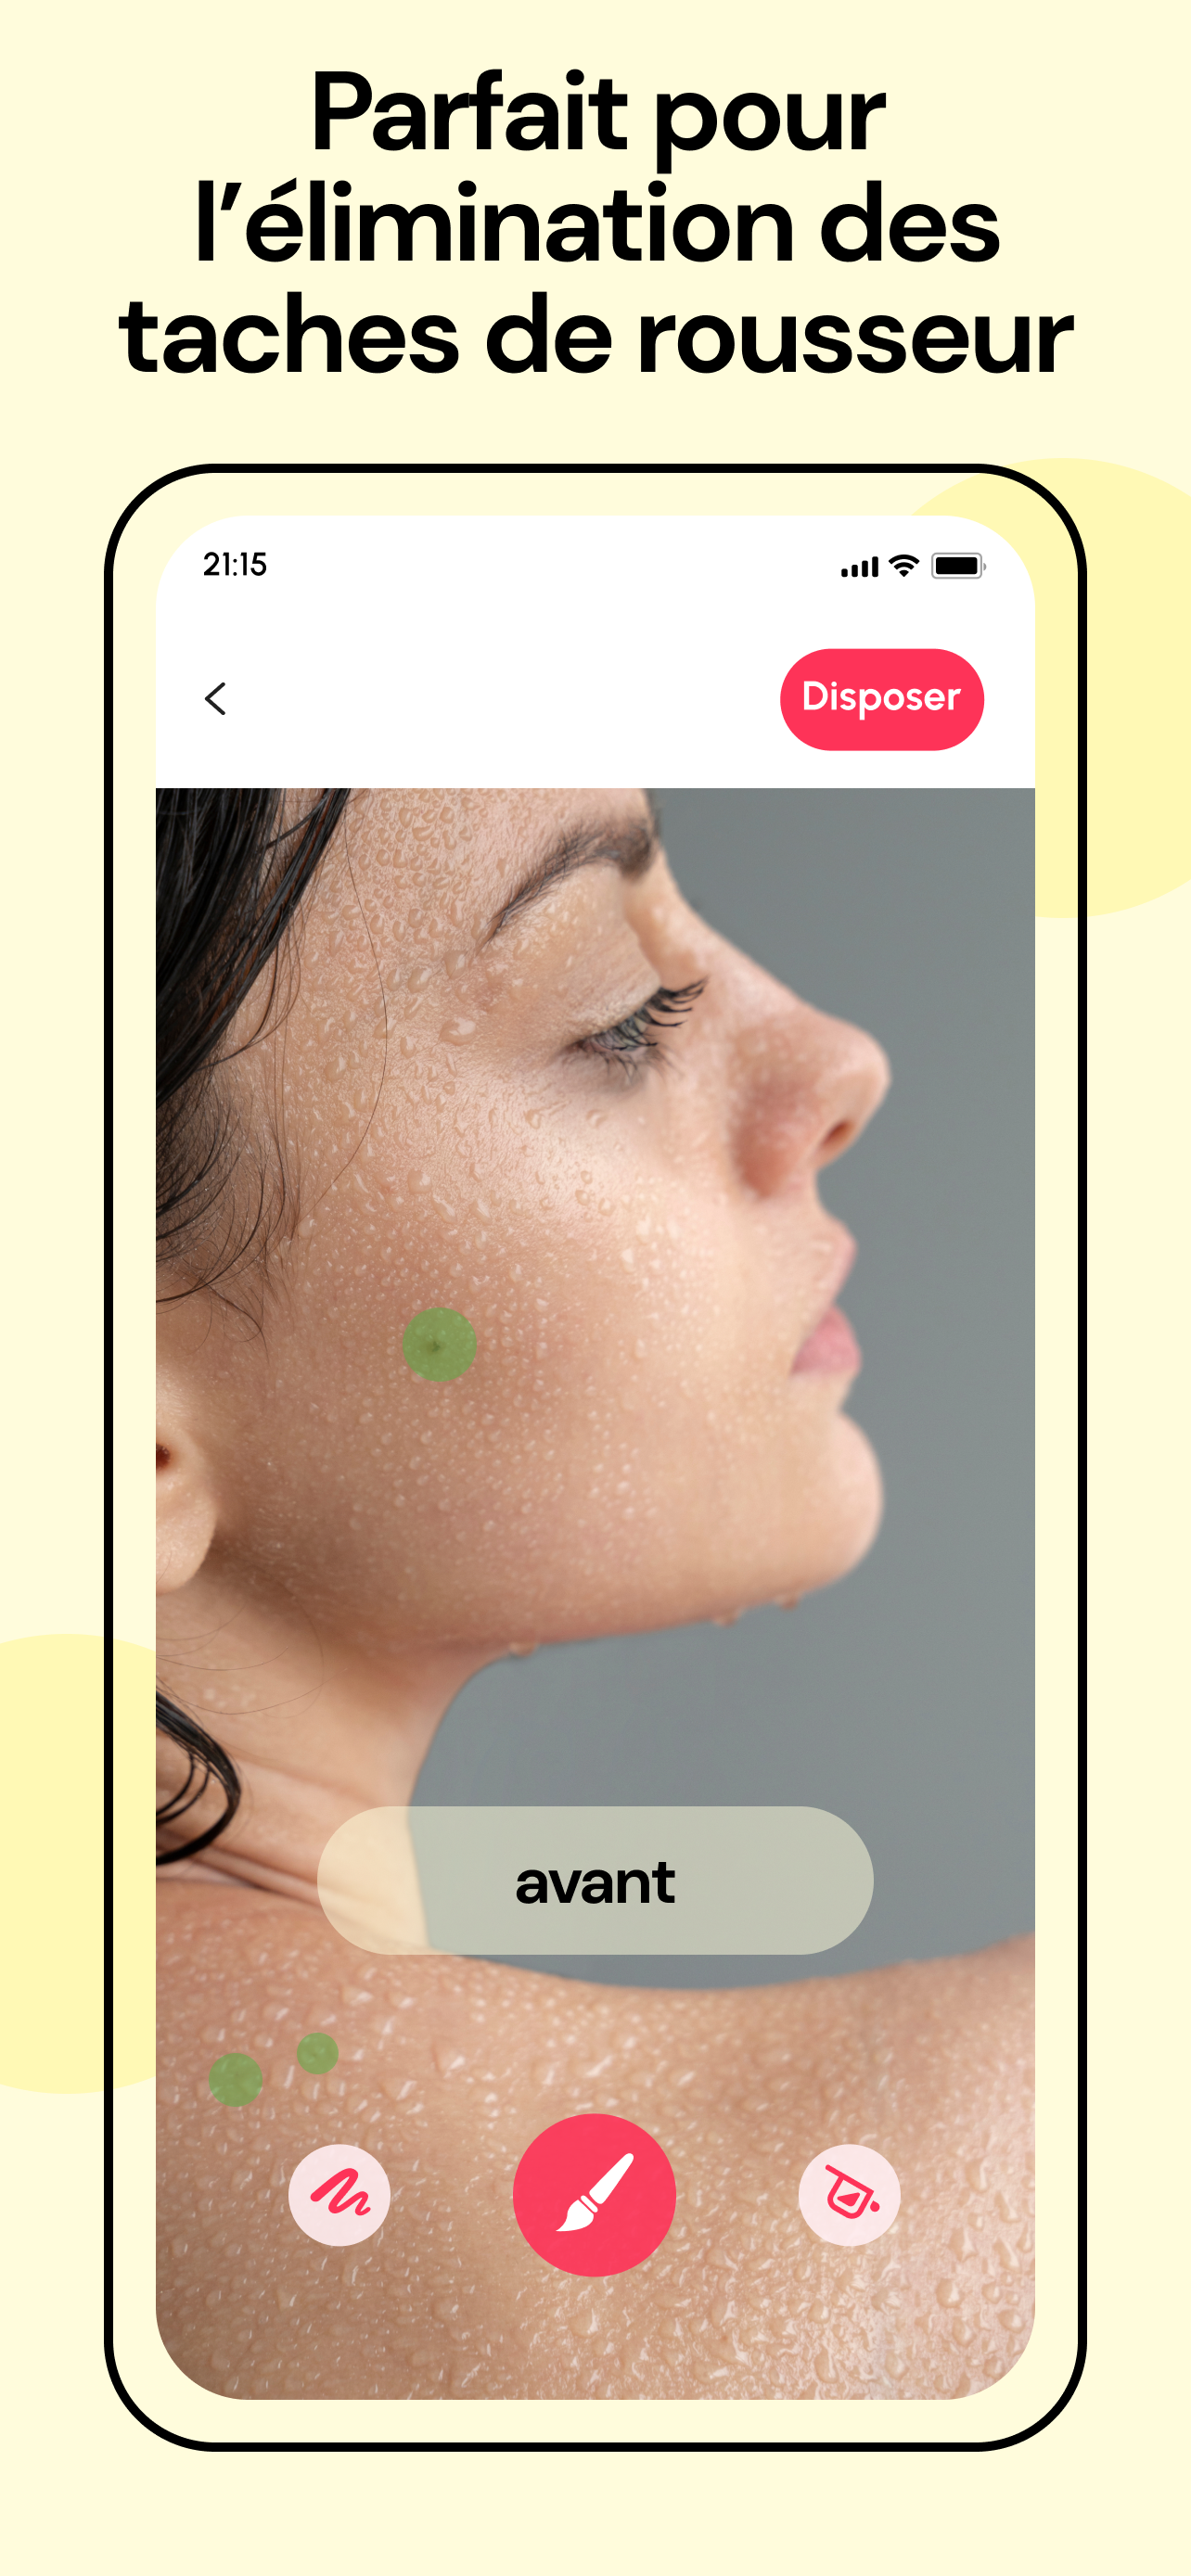 Parfait pour
l’élimination des
taches de rousseur
21:15
Disposer
avant